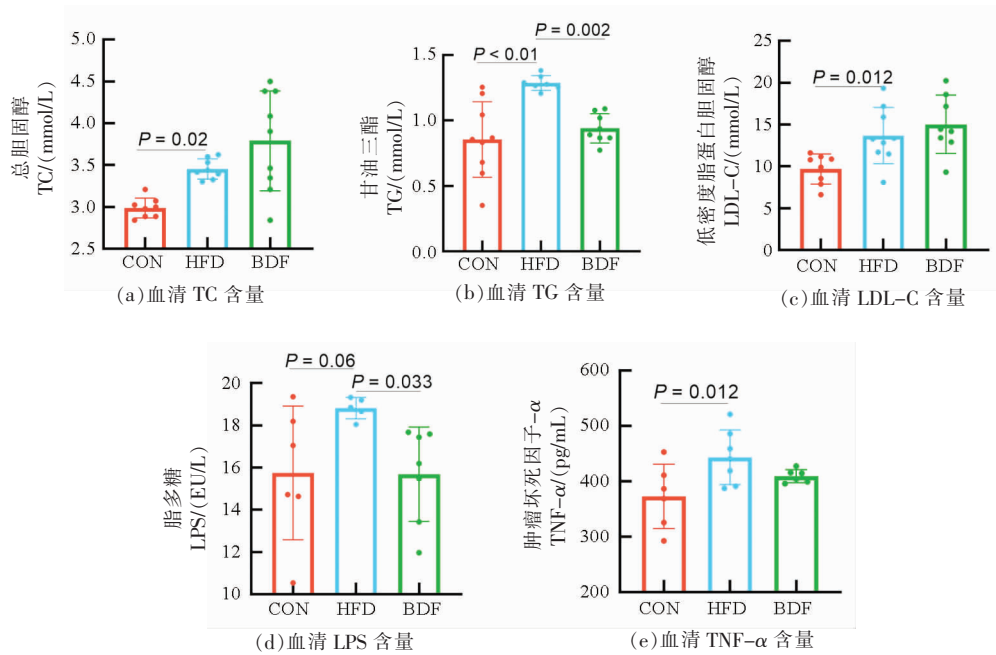 P = 0.02
总胆固醇
TC/(mmol/L)
5.0
4.5
4.0
3.5
3.0
2.5
CON HFD BDF
(a)血清 TC 含量
P = 0.002
P < 0.01
甘油三酯
TG/(mmol/L)
1.5
1.0
0.5
0.0
CON HFD BDF
(b)血清 TG 含量
P = 0.012
低密度脂蛋白胆固醇
LDL-C/(mmol/L)
25
20
15
10
5
0
CON HFD BDF
(c)血清 LDL-C 含量
P = 0.06
P = 0.033
脂多糖
LPS/(EU/L)
20
18
16
14
12
10
CON HFD BDF
(d)血清 LPS 含量
P = 0.012
肿瘤坏死因子-α
TNF-α/(pg/mL)
600
500
400
300
200
CON HFD BDF
(e)血清 TNF-α 含量